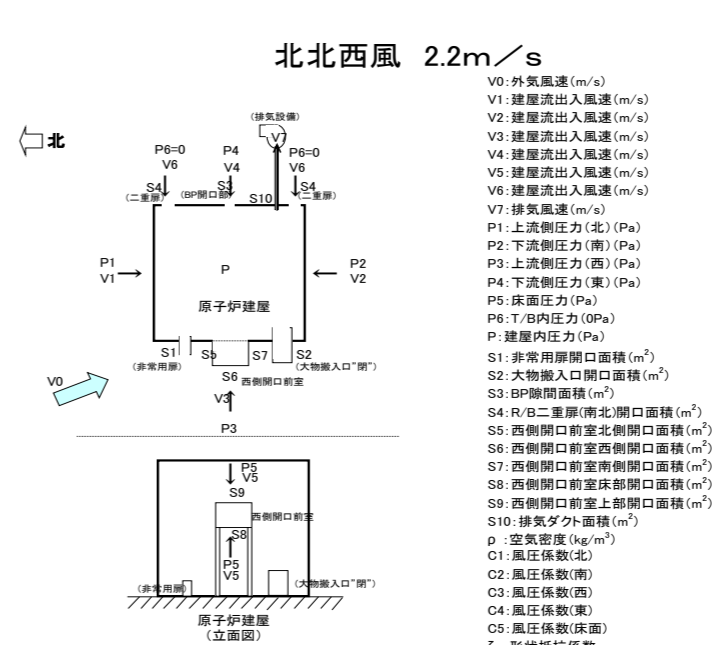 北北西風 2.2m/s
北
(排気設備)
V7
P6=0
V6
P4
V4
P6=0
V6
S4
(二重扉)
S3
(BP開口部)
S10
S4
(二重扉)
P1
V1
P
P2
V2
原子炉建屋
S1
(非常用扉)
S5
S7
S2
(大物搬入口"閉")
S6
西側開口前室
V0
V3
P3
P5
V5
S9
西側開口前室
S8
P5
V5
(非常用扉)
(大物搬入口"閉")
原子炉建屋
(立面図)
V0:外気風速(m/s)
V1:建屋流出入風速(m/s)
V2:建屋流出入風速(m/s)
V3:建屋流出入風速(m/s)
V4:建屋流出入風速(m/s)
V5:建屋流出入風速(m/s)
V6:建屋流出入風速(m/s)
V7:排気風速(m/s)
P1:上流側圧力(北)(Pa)
P2:下流側圧力(南)(Pa)
P3:上流側圧力(西)(Pa)
P4:下流側圧力(東)(Pa)
P5:床面圧力(Pa)
P6:T/B内圧力(0Pa)
P:建屋内圧力(Pa)
S1:非常用扉開口面積(m²)
S2:大物搬入口開口面積(m²)
S3:BP隙間面積(m²)
S4:R/B二重扉(南北)開口面積(m²)
S5:西側開口前室北側開口面積(m²)
S6:西側開口前室西側開口面積(m²)
S7:西側開口前室南側開口面積(m²)
S8:西側開口前室床部開口面積(m²)
S9:西側開口前室上部開口面積(m²)
S10:排気ダクト面積(m²)
ρ:空気密度(kg/m³)
C1:風圧係数(北)
C2:風圧係数(南)
C3:風圧係数(西)
C4:風圧係数(東)
C5:風圧係数(床面)